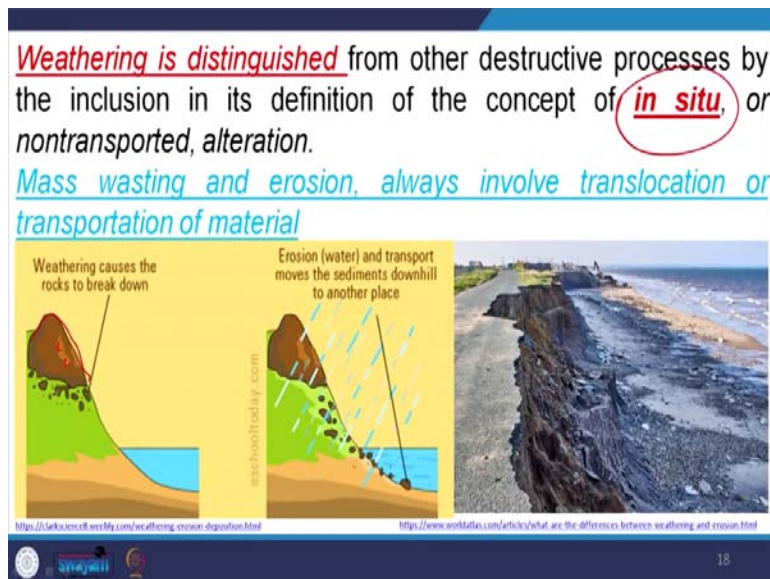 Weathering is distinguished from other destructive processes by
the inclusion in its definition of the concept of in situ, or
nontransported, alteration.
Mass wasting and erosion, always involve translocation or
transportation of material
Weathering causes the
rocks to break down
Erosion (water) and transport
moves the sediments downhill
to another place
eschooltoday.com
https://clarkscience8.weebly.com/weathering-erosion-deposition.html
https://www.worldatlas.com/articles/what-are-the-differences-between-weathering-and-erosion.html
swayam
18